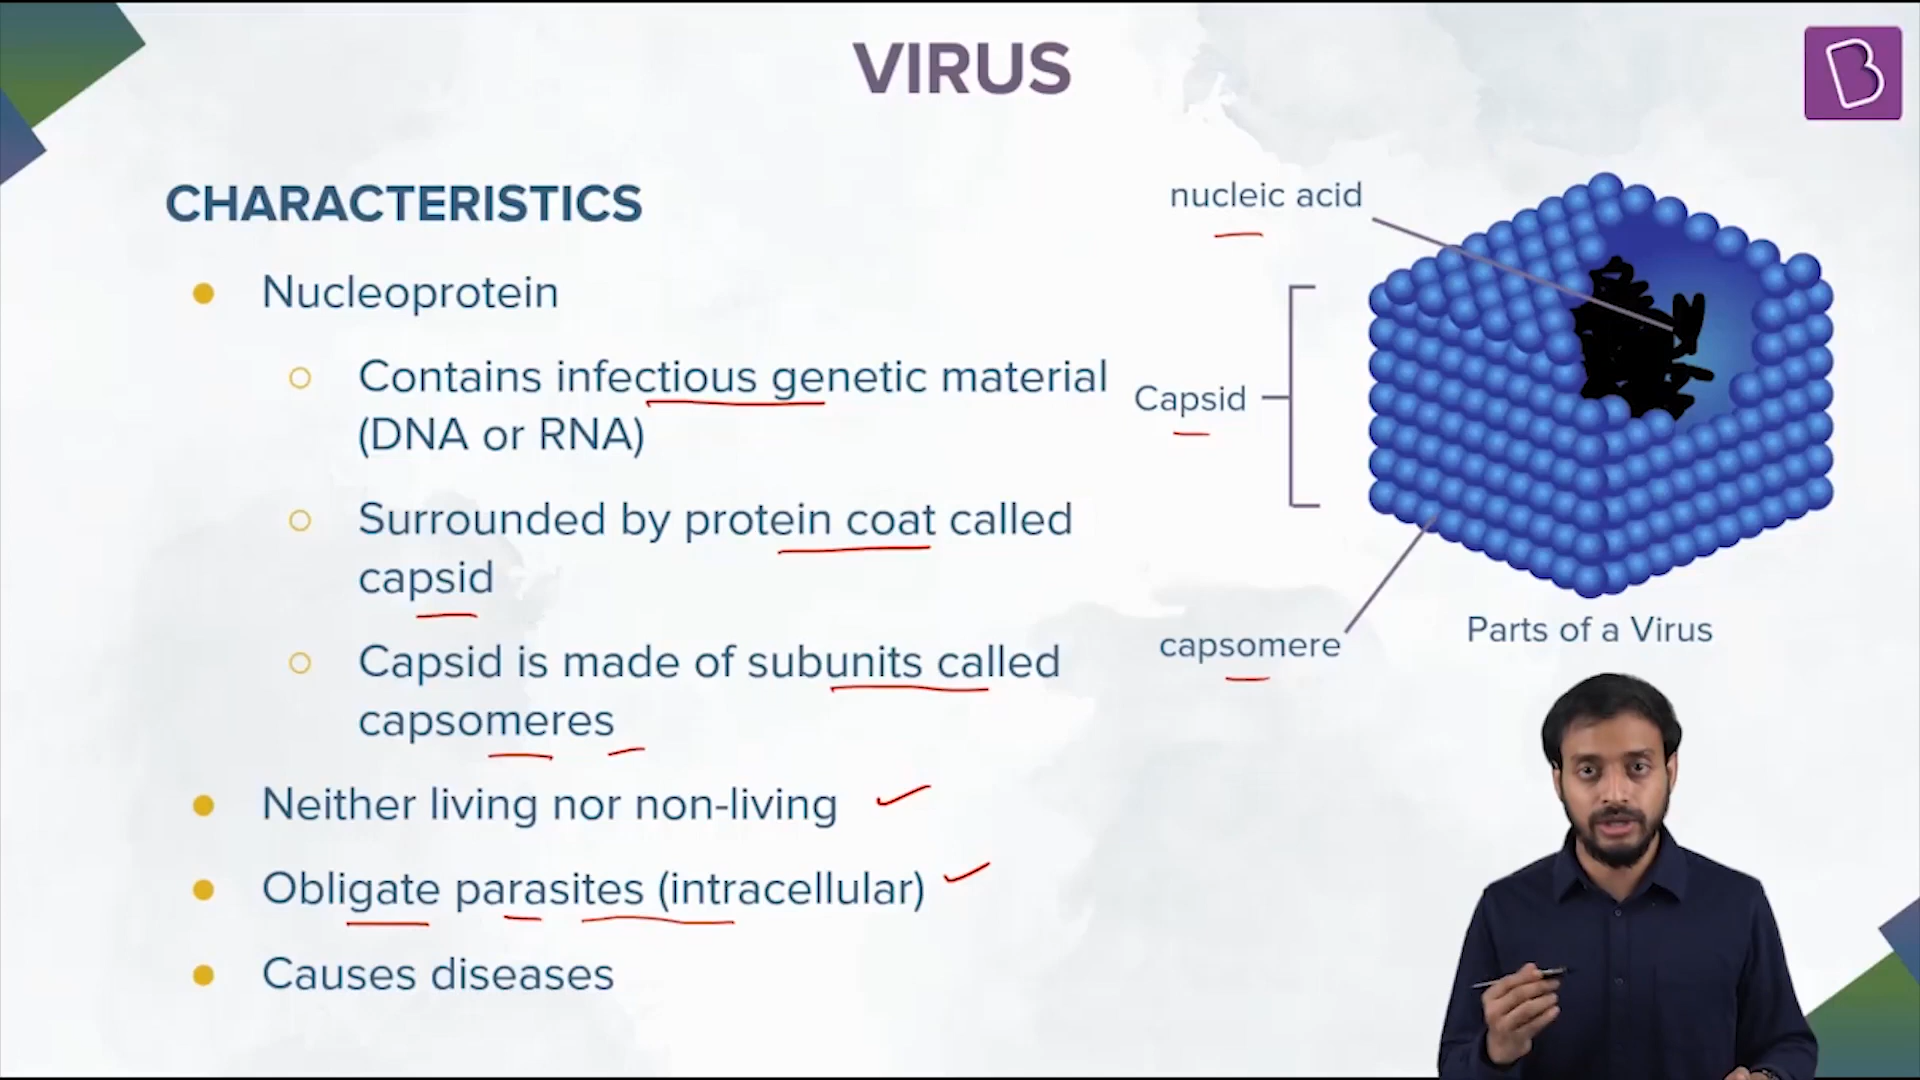 VIRUS
CHARACTERISTICS
Nucleoprotein
Contains infectious genetic material
(DNA or RNA)
Surrounded by protein coat called
capsid
Capsid is made of subunits called
capsomeres
Neither living nor non-living
Obligate parasites (intracellular)
Causes diseases
nucleic acid
Capsid
capsomere
Parts of a Virus
B